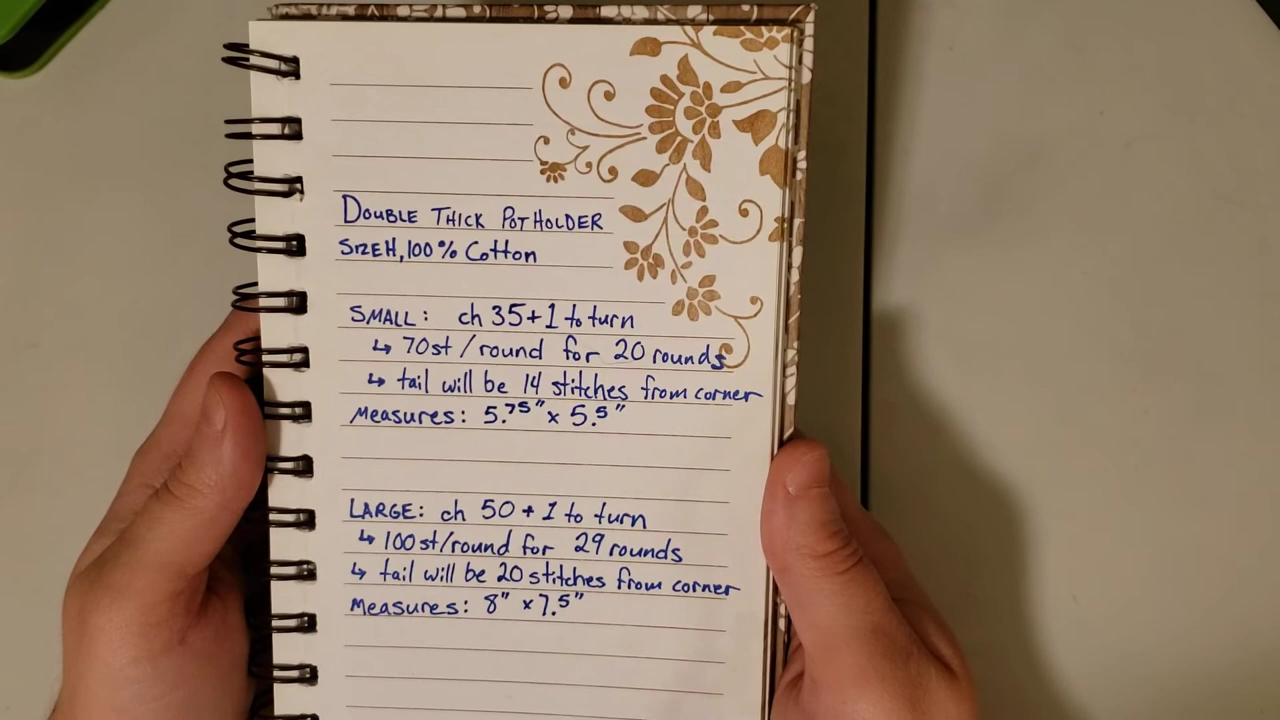 DOUBLE THICK POT HOLDER
SIZE H, 100% Cotton
SMALL: ch 35+1 to turn
↳ 70st/round for 20 rounds
↳ tail will be 14 stitches from corner
Measures: 5.75" x 5.5"
LARGE: ch 50+1 to turn
↳ 100st/round for 29 rounds
↳ tail will be 20 stitches from corner
Measures: 8" x 7.5"